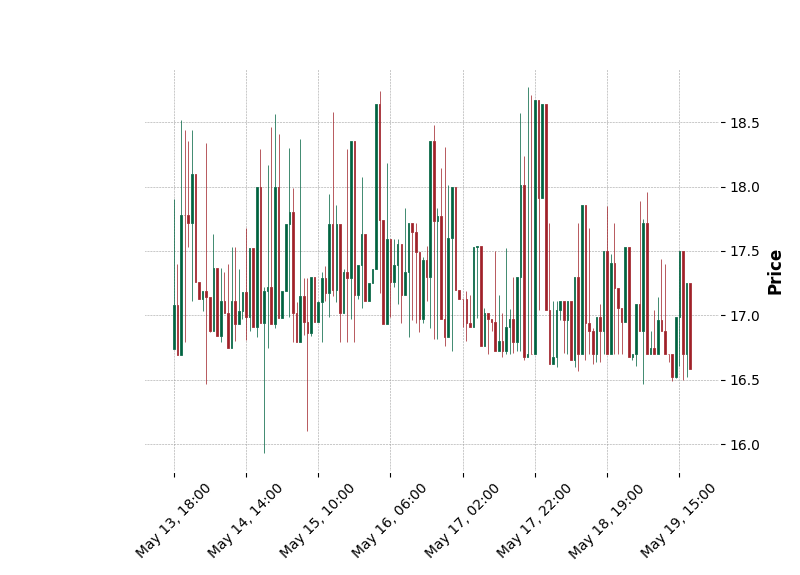 18.5
18.0
17.5
17.0
16.5
16.0
Price
May 13, 18:00
May 14, 14:00
May 15, 10:00
May 16, 06:00
May 17, 02:00
May 17, 22:00
May 18, 19:00
May 19, 15:00